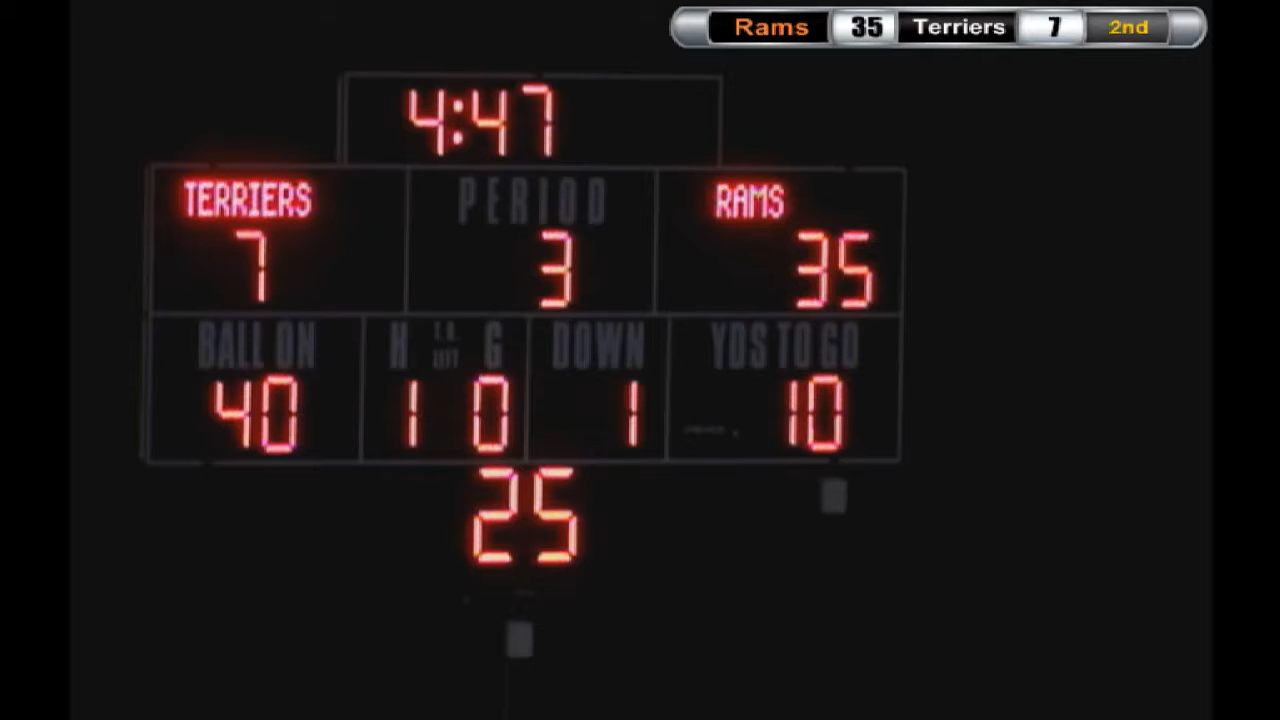 Rams 35 Terriers 7 2nd
4:47
TERRIERS PERIOD RAMS
7 3 35
BALL ON H T.O. LEFT G DOWN YDS TO GO
40 1 0 1 10
25